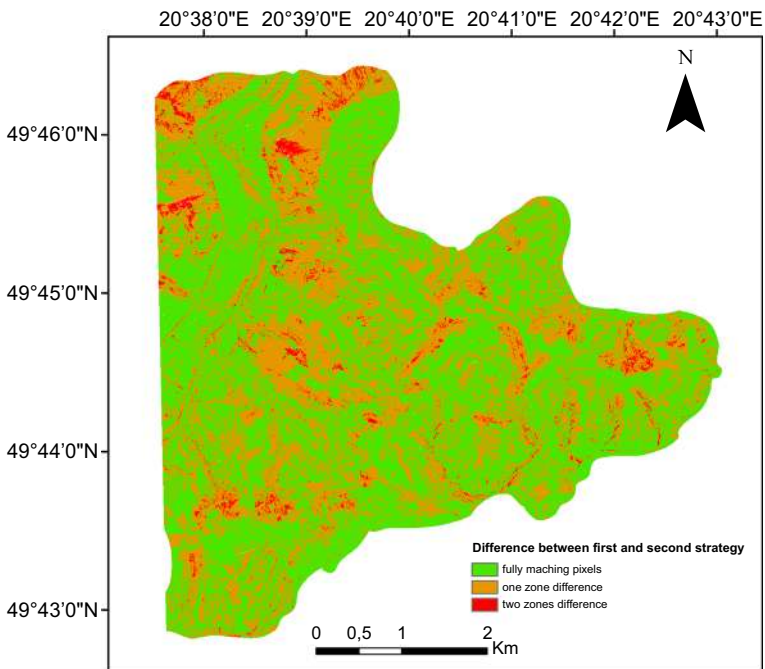 20°38'0"E 20°39'0"E 20°40'0"E 20°41'0"E 20°42'0"E 20°43'0"E
N
49°46'0"N
49°45'0"N
49°44'0"N
49°43'0"N
Difference between first and second strategy
fully maching pixels
one zone difference
two zones difference
0 0,5 1 2
Km